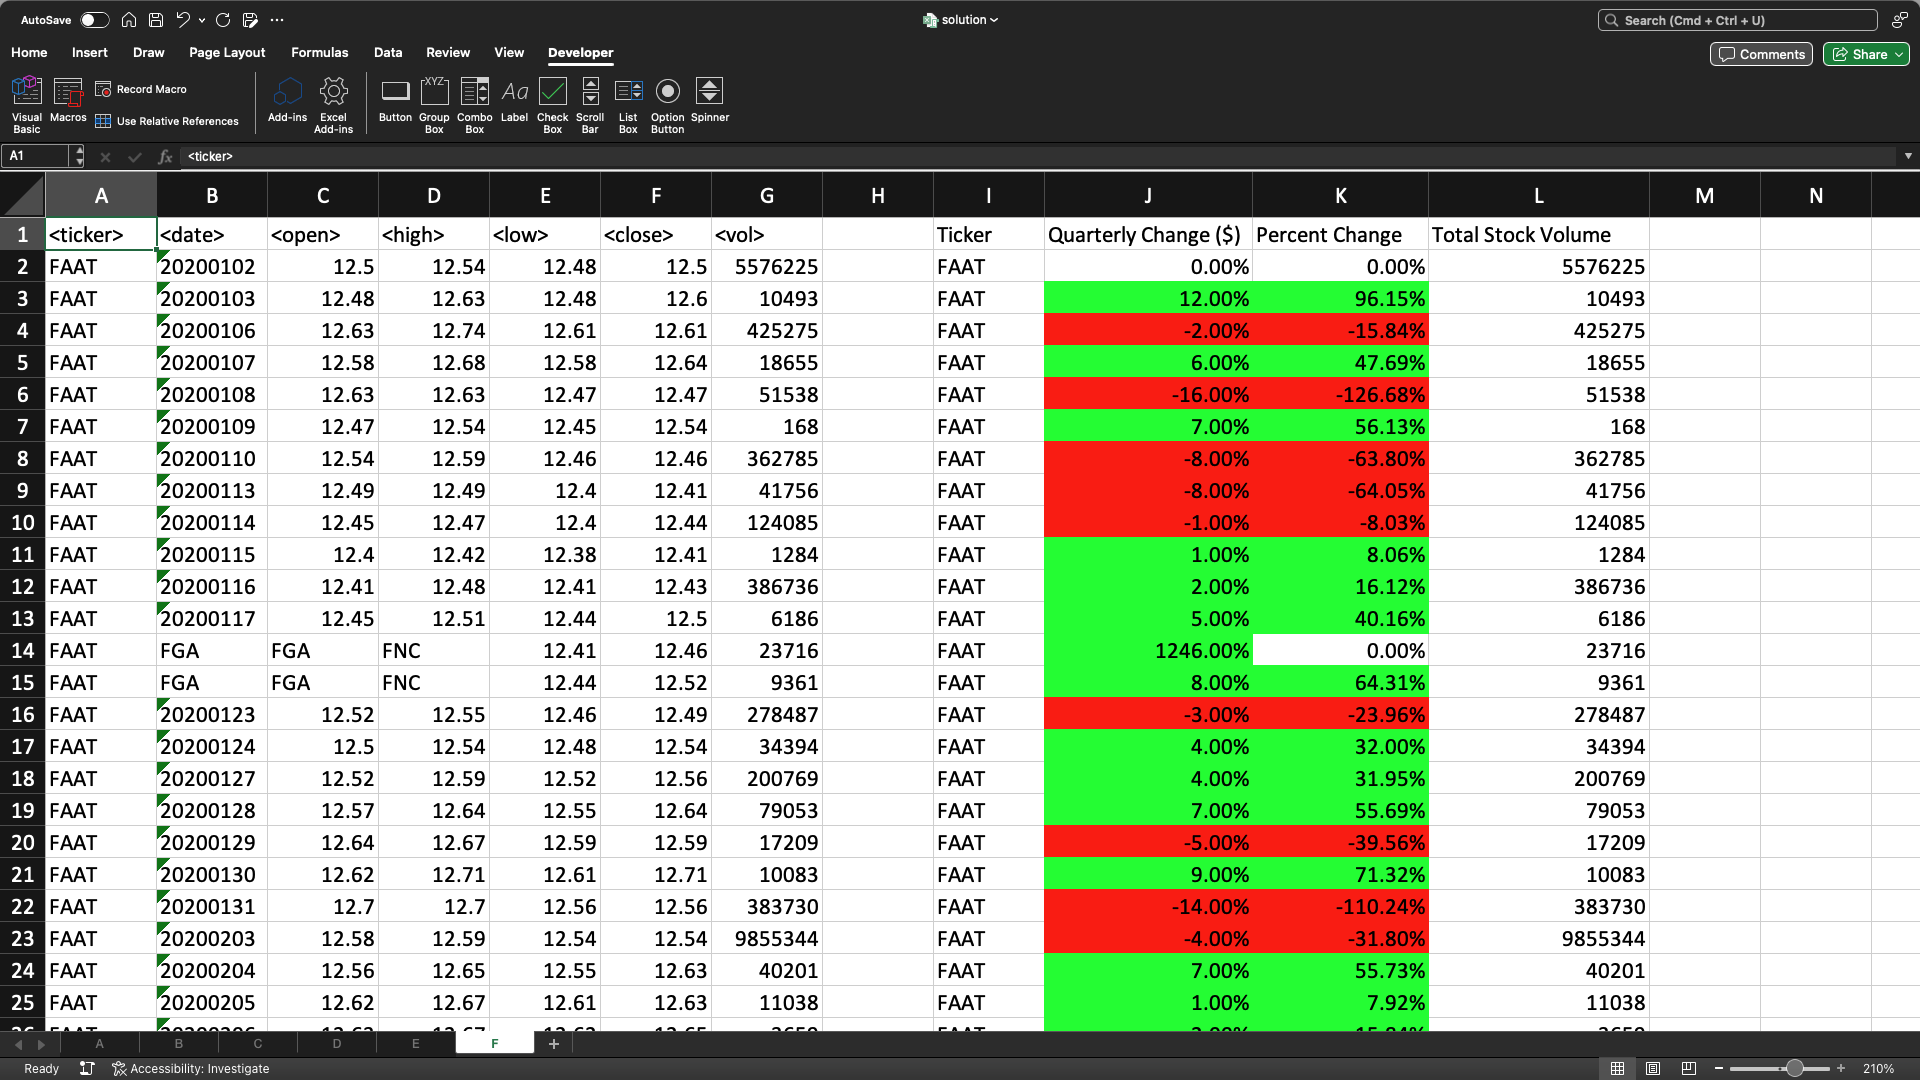 AutoSave
solution
Search (Cmd + Ctrl + U)
Home Insert Draw Page Layout Formulas Data Review View Developer
Comments Share
Visual Basic Macros Record Macro Use Relative References Add-ins Excel Add-ins Button Group Box Combo Box Label Check Box Scroll Bar List Box Option Button Spinner
A1 fx <ticker>
A B C D E F G H I J K L M N
1 <ticker> <date> <open> <high> <low> <close> <vol> Ticker Quarterly Change ($) Percent Change Total Stock Volume
2 FAAT 20200102 12.5 12.54 12.48 12.5 5576225 FAAT 0.00% 0.00% 5576225
3 FAAT 20200103 12.48 12.63 12.48 12.6 10493 FAAT 12.00% 96.15% 10493
4 FAAT 20200106 12.63 12.74 12.61 12.61 425275 FAAT -2.00% -15.84% 425275
5 FAAT 20200107 12.58 12.68 12.58 12.64 18655 FAAT 6.00% 47.69% 18655
6 FAAT 20200108 12.63 12.63 12.47 12.47 51538 FAAT -16.00% -126.68% 51538
7 FAAT 20200109 12.47 12.54 12.45 12.54 168 FAAT 7.00% 56.13% 168
8 FAAT 20200110 12.54 12.59 12.46 12.46 362785 FAAT -8.00% -63.80% 362785
9 FAAT 20200113 12.49 12.49 12.4 12.41 41756 FAAT -8.00% -64.05% 41756
10 FAAT 20200114 12.45 12.47 12.4 12.44 124085 FAAT -1.00% -8.03% 124085
11 FAAT 20200115 12.4 12.42 12.38 12.41 1284 FAAT 1.00% 8.06% 1284
12 FAAT 20200116 12.41 12.48 12.41 12.43 386736 FAAT 2.00% 16.12% 386736
13 FAAT 20200117 12.45 12.51 12.44 12.5 6186 FAAT 5.00% 40.16% 6186
14 FAAT FGA FGA FNC 12.41 12.46 23716 FAAT 1246.00% 0.00% 23716
15 FAAT FGA FGA FNC 12.44 12.52 9361 FAAT 8.00% 64.31% 9361
16 FAAT 20200123 12.52 12.55 12.46 12.49 278487 FAAT -3.00% -23.96% 278487
17 FAAT 20200124 12.5 12.54 12.48 12.54 34394 FAAT 4.00% 32.00% 34394
18 FAAT 20200127 12.52 12.59 12.52 12.56 200769 FAAT 4.00% 31.95% 200769
19 FAAT 20200128 12.57 12.64 12.55 12.64 79053 FAAT 7.00% 55.69% 79053
20 FAAT 20200129 12.64 12.67 12.59 12.59 17209 FAAT -5.00% -39.56% 17209
21 FAAT 20200130 12.62 12.71 12.61 12.71 10083 FAAT 9.00% 71.32% 10083
22 FAAT 20200131 12.7 12.7 12.56 12.56 383730 FAAT -14.00% -110.24% 383730
23 FAAT 20200203 12.58 12.59 12.54 12.54 9855344 FAAT -4.00% -31.80% 9855344
24 FAAT 20200204 12.56 12.65 12.55 12.63 40201 FAAT 7.00% 55.73% 40201
25 FAAT 20200205 12.62 12.67 12.61 12.63 11038 FAAT 1.00% 7.92% 11038
A B C D E F +
Ready Accessibility: Investigate 210%